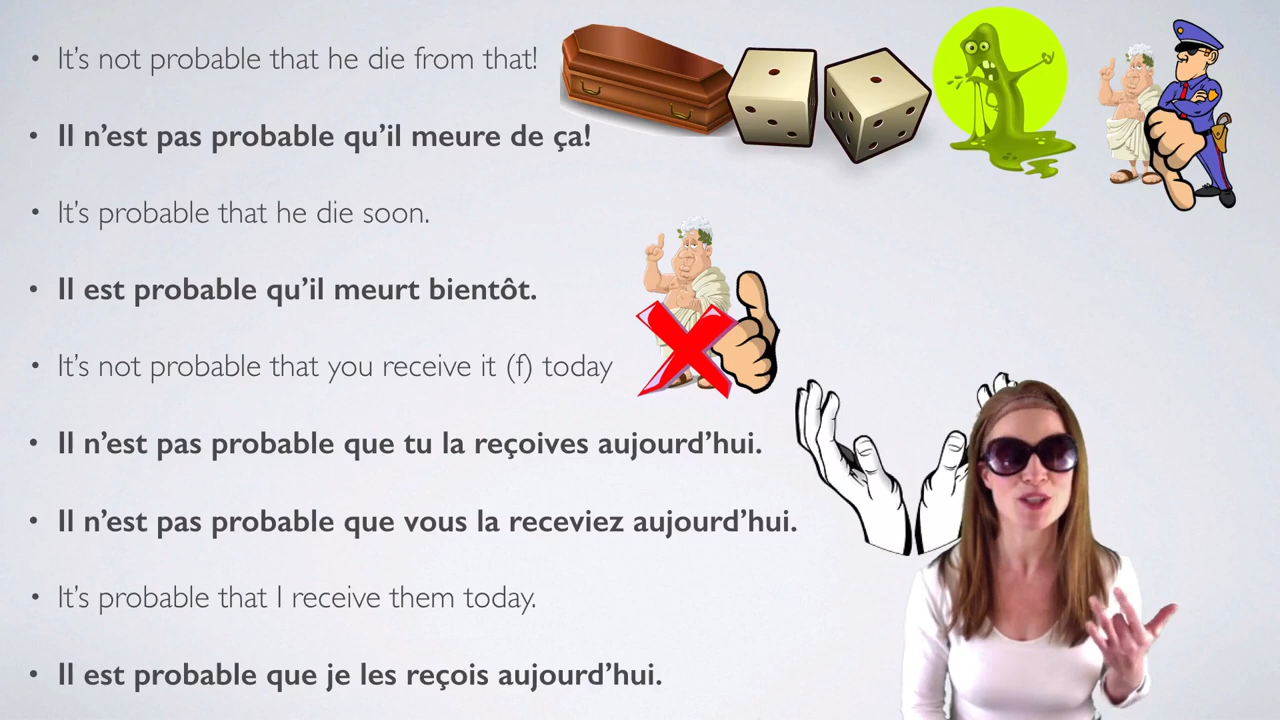 • It's not probable that he die from that!
• Il n'est pas probable qu'il meure de ça!
• It's probable that he die soon.
• Il est probable qu'il meurt bientôt.
• It's not probable that you receive it (f) today
• Il n'est pas probable que tu la reçoives aujourd'hui.
• Il n'est pas probable que vous la receviez aujourd'hui.
• It's probable that I receive them today.
• Il est probable que je les reçois aujourd'hui.